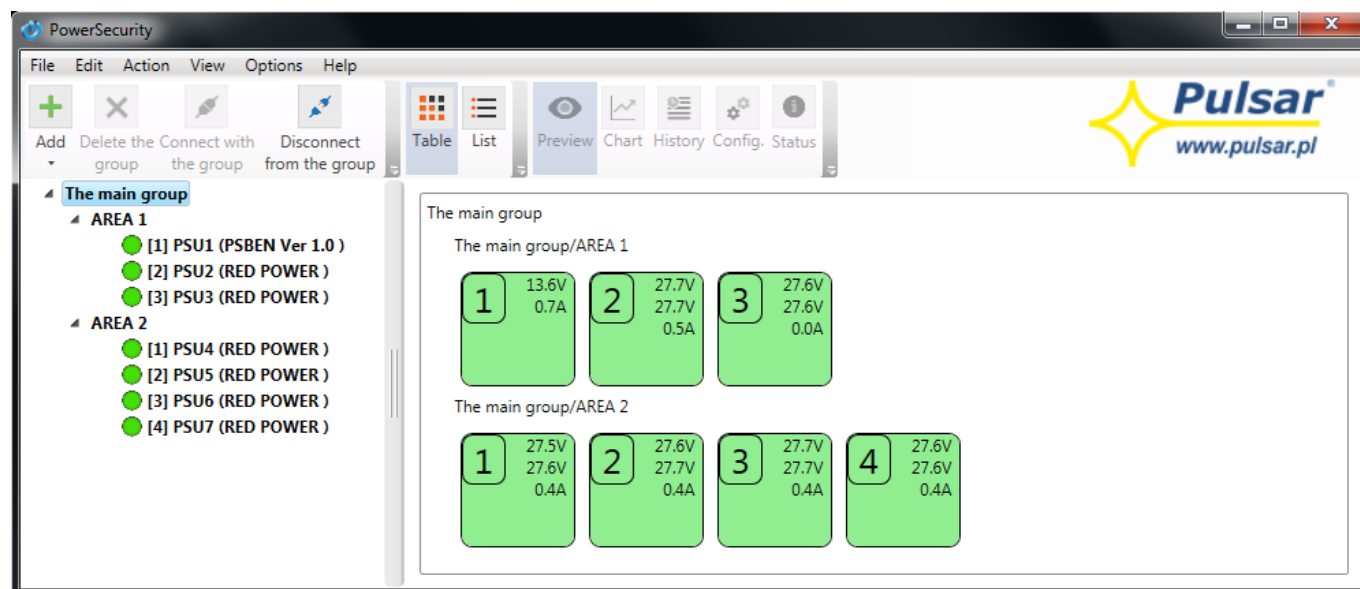 PowerSecurity
File Edit Action View Options Help
Add Delete the group Connect with the group Disconnect from the group Table List Preview Chart History Config. Status
Pulsar®
www.pulsar.pl
The main group
AREA 1
[1] PSU1 (PSBEN Ver 1.0 )
[2] PSU2 (RED POWER )
[3] PSU3 (RED POWER )
AREA 2
[1] PSU4 (RED POWER )
[2] PSU5 (RED POWER )
[3] PSU6 (RED POWER )
[4] PSU7 (RED POWER )
The main group
The main group/AREA 1
1 13.6V 0.7A
2 27.7V 27.7V 0.5A
3 27.6V 27.6V 0.0A
The main group/AREA 2
1 27.5V 27.6V 0.4A
2 27.6V 27.7V 0.4A
3 27.7V 27.7V 0.4A
4 27.6V 27.6V 0.4A